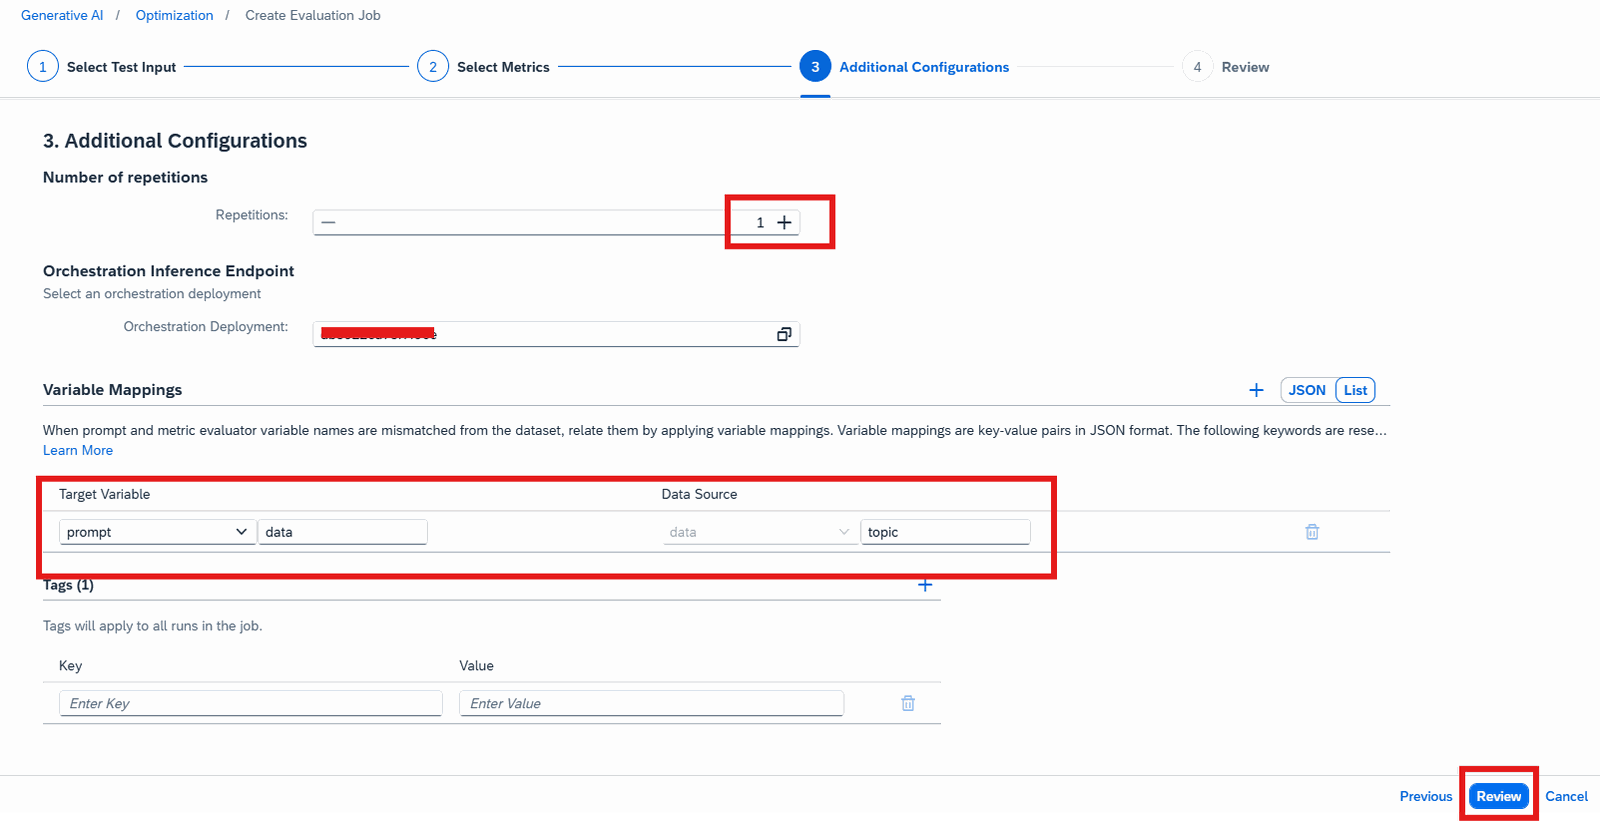 Generative AI / Optimization / Create Evaluation Job
1 Select Test Input 2 Select Metrics 3 Additional Configurations 4 Review
3. Additional Configurations
Number of repetitions
Repetitions: — 1 +
Orchestration Inference Endpoint
Select an orchestration deployment
Orchestration Deployment:
Variable Mappings + JSON List
When prompt and metric evaluator variable names are mismatched from the dataset, relate them by applying variable mappings. Variable mappings are key-value pairs in JSON format. The following keywords are rese...
Learn More
Target Variable Data Source
prompt data data topic
Tags (1) +
Tags will apply to all runs in the job.
Key Value
Enter Key Enter Value
Previous Review Cancel